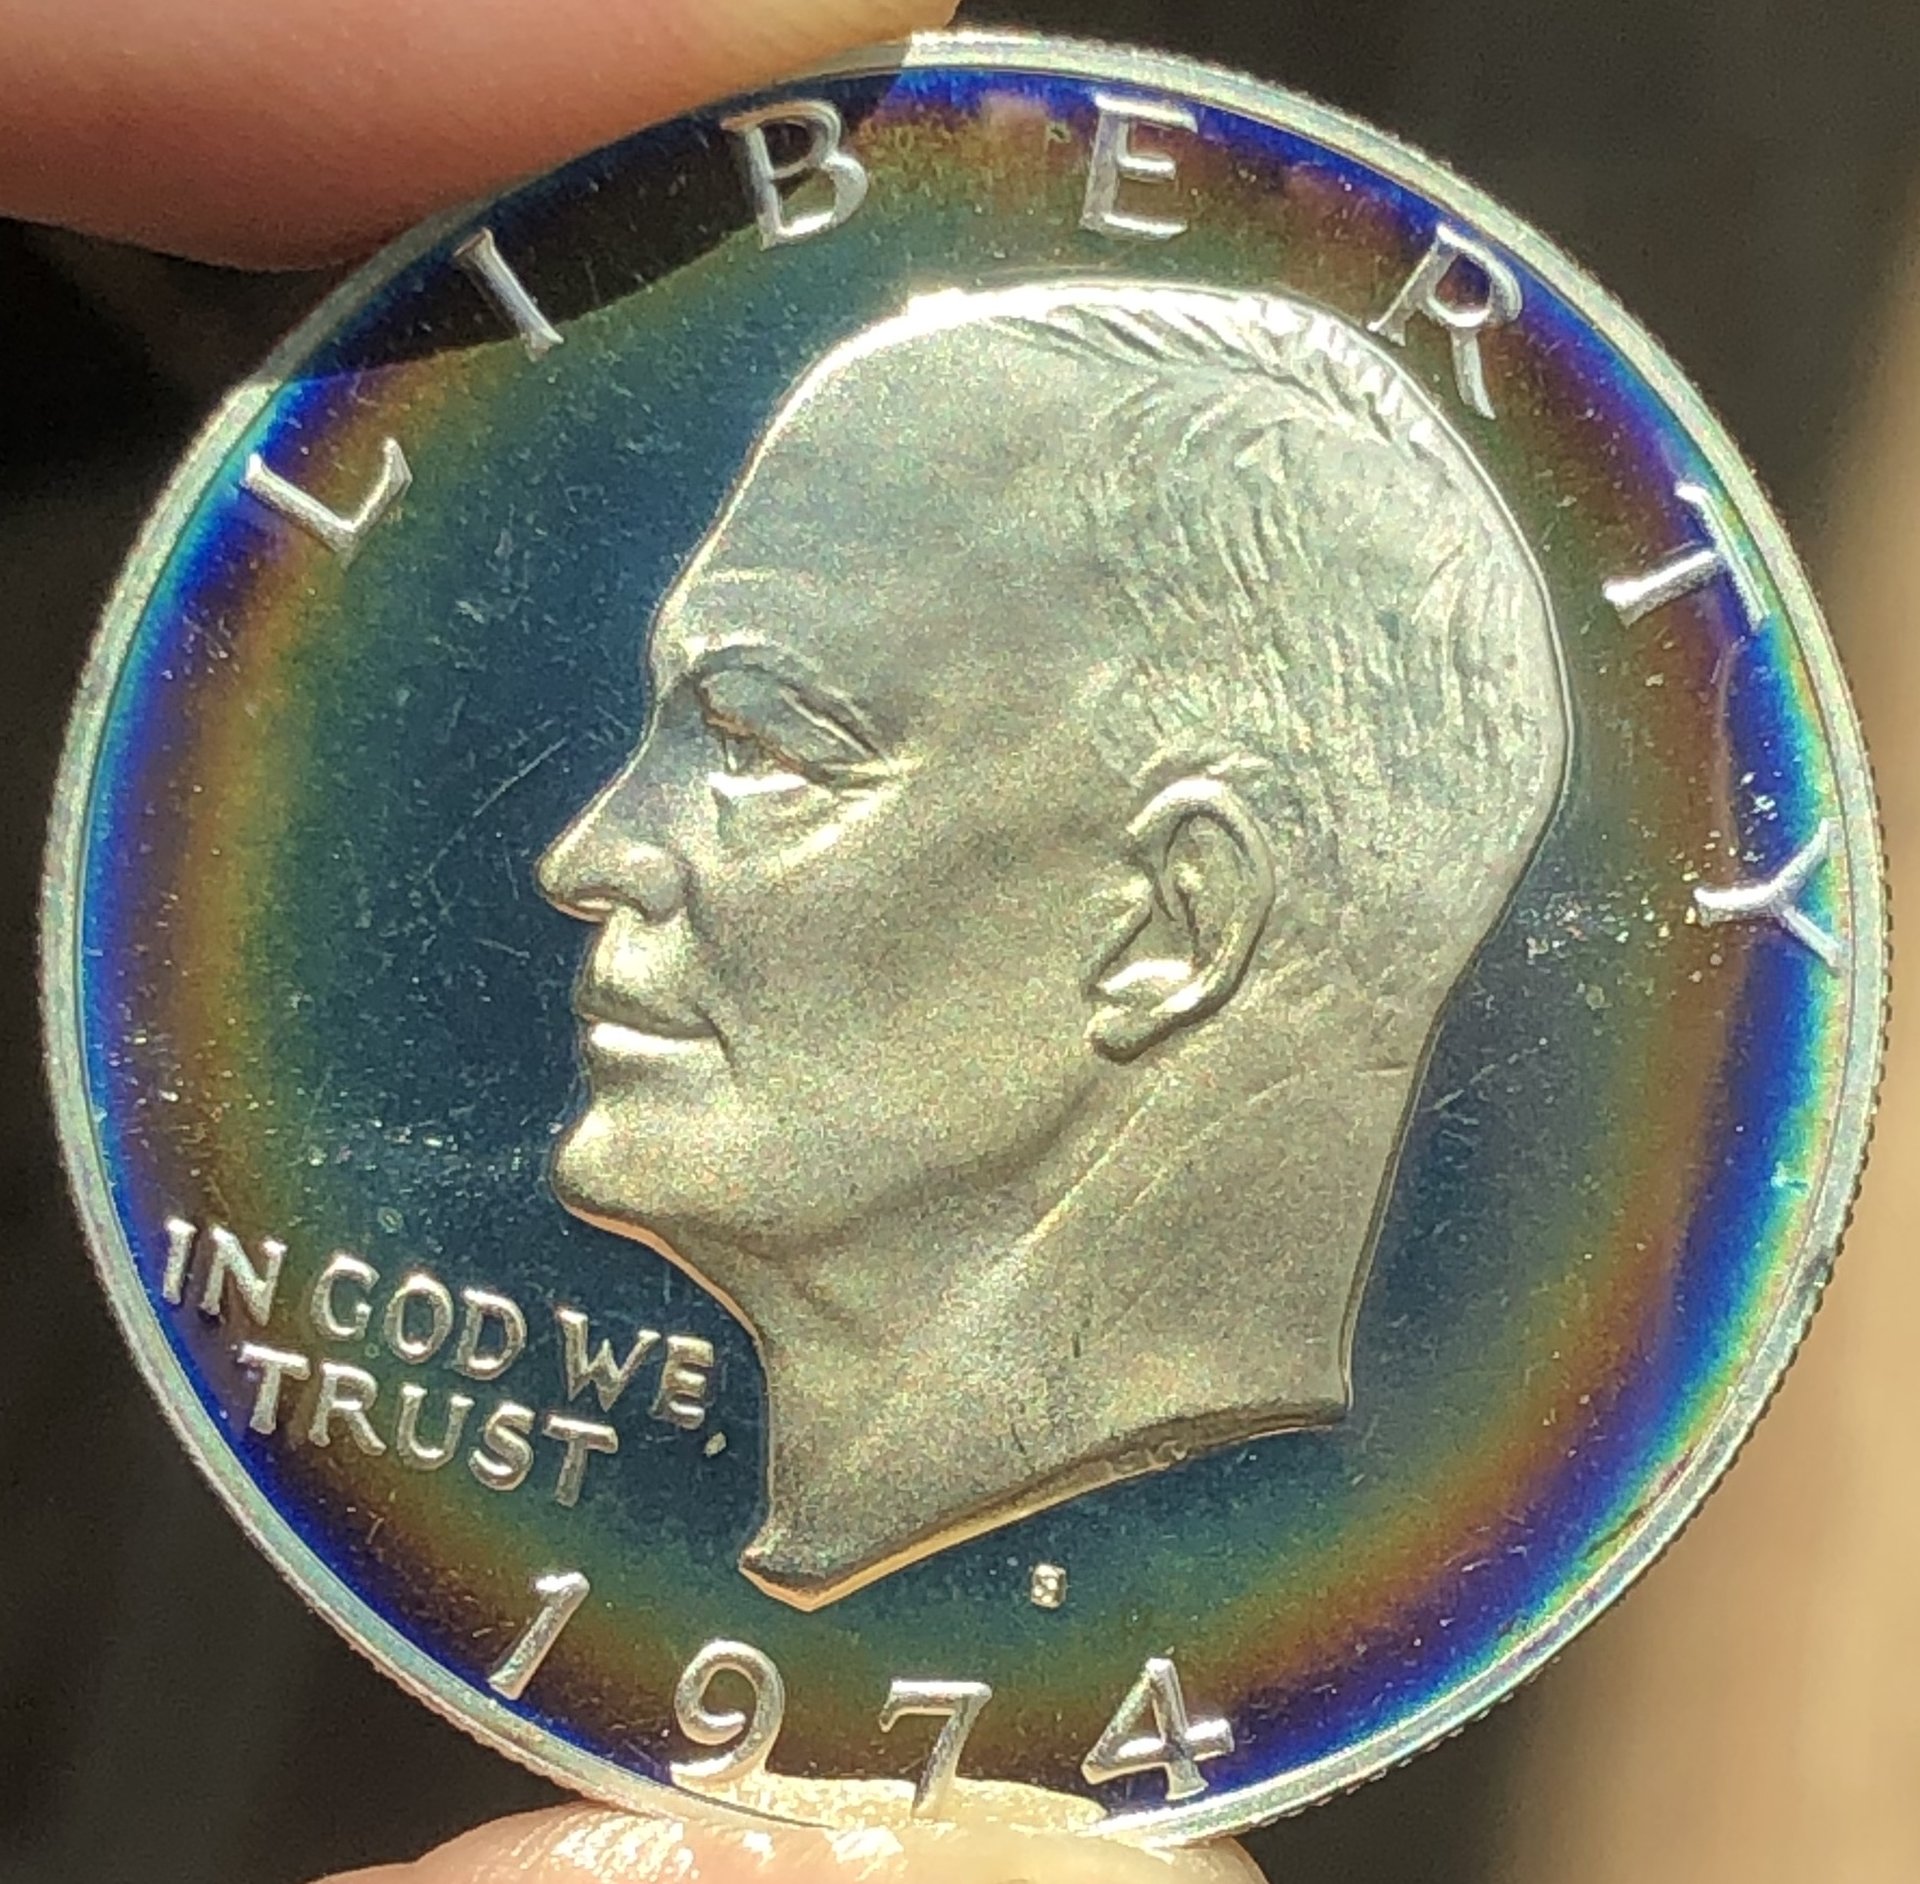 LIBERTY
IN GOD WE
TRUST
S
1974